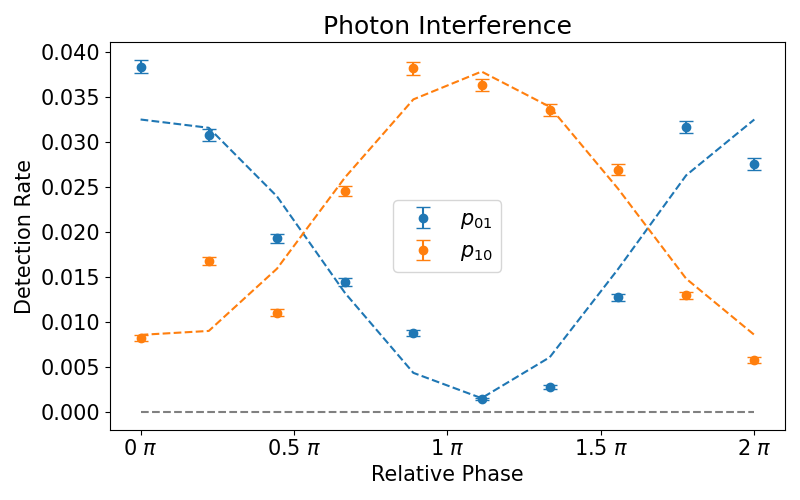 Photon Interference
Detection Rate
0.040
0.035
0.030
0.025
0.020
0.015
0.010
0.005
0.000
p01
p10
0 π 0.5 π 1 π 1.5 π 2 π
Relative Phase